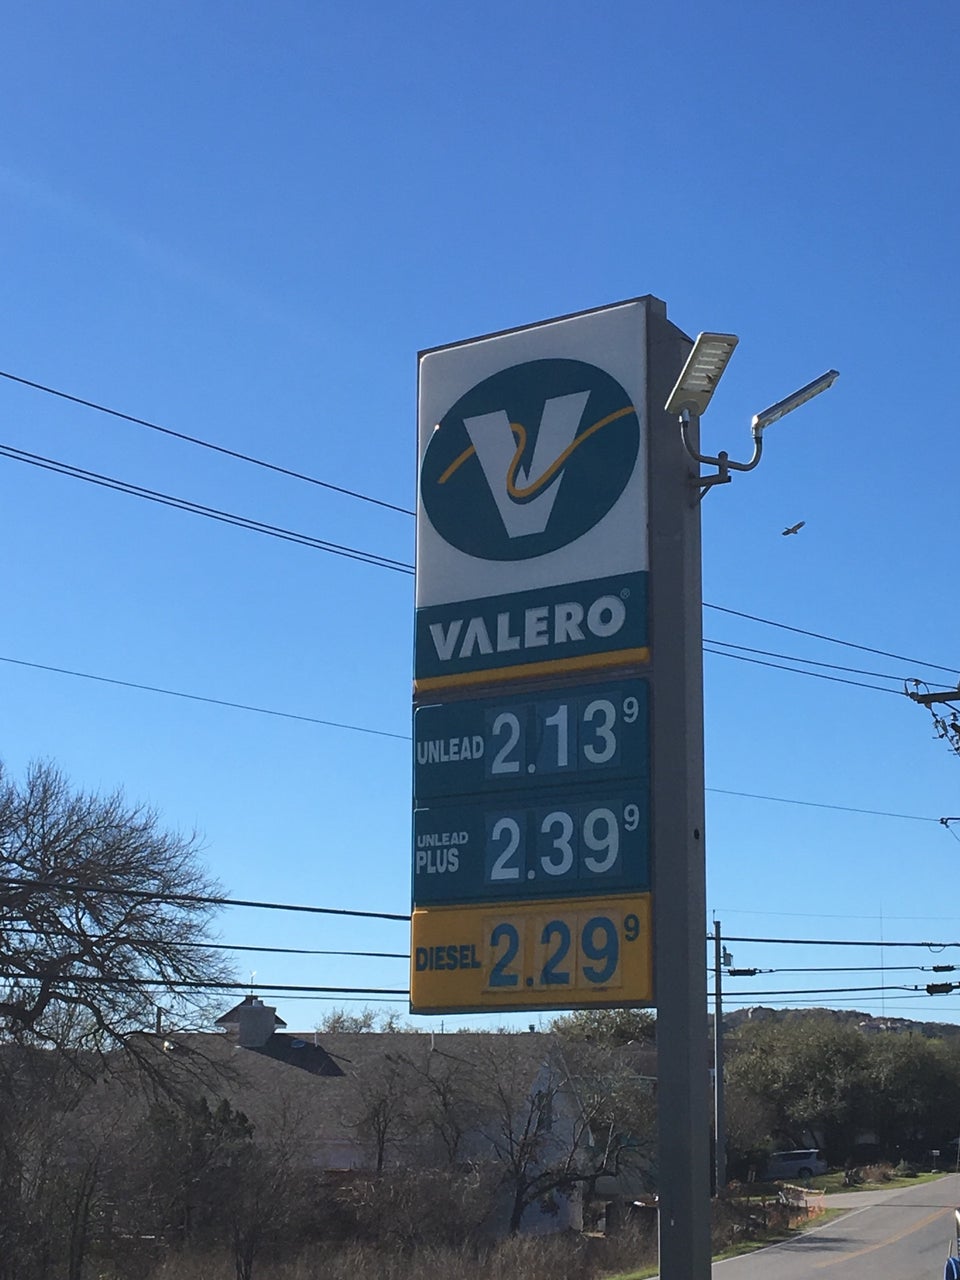 V
VALERO®
UNLEAD 2.13 9
UNLEAD
PLUS 2.39 9
DIESEL 2.29 9